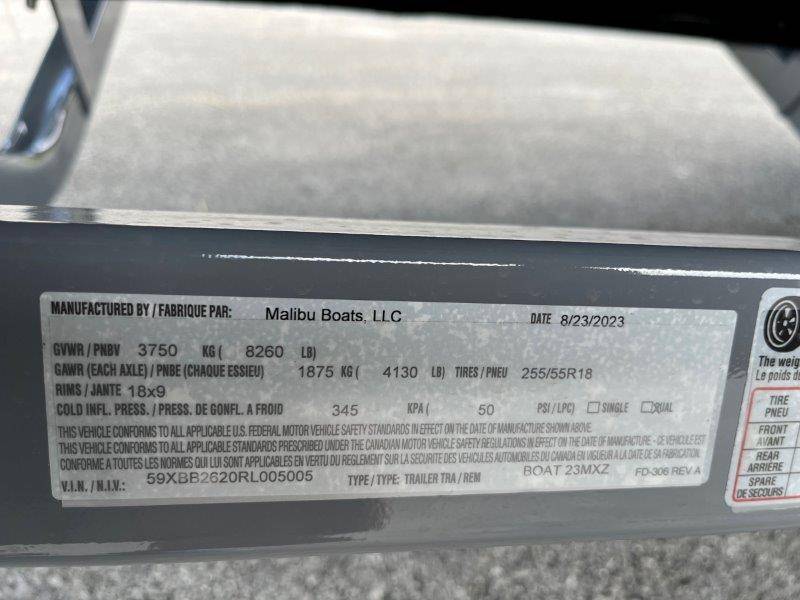 MANUFACTURED BY / FABRIQUE PAR: Malibu Boats, LLC DATE 8/23/2023
GVWR / PNBV 3750 KG ( 8260 LB)
GAWR (EACH AXLE) / PNBE (CHAQUE ESSIEU) 1875 KG ( 4130 LB) TIRES / PNEU 255/55R18
RIMS / JANTE 18x9
COLD INFL. PRESS. / PRESS. DE GONFL. A FROID 345 KPA ( 50 PSI / LPC) SINGLE DUAL
THIS VEHICLE CONFORMS TO ALL APPLICABLE U.S. FEDERAL MOTOR VEHICLE SAFETY STANDARDS IN EFFECT ON THE DATE OF MANUFACTURE SHOWN ABOVE.
THIS VEHICLE CONFORMS TO ALL APPLICABLE STANDARDS PRESCRIBED UNDER THE CANADIAN MOTOR VEHICLE SAFETY REGULATIONS IN EFFECT ON THE DATE OF MANUFACTURE - CE VEHICULE EST
CONFORME A TOUTES LES NORMES QUI LUI SONT APPLICABLES EN VERTU DU REGLEMENT SUR LA SECURITE DES VEHICULES AUTOMOBILES DU CANADA EN VIGUEUR A LA DATE DE SA FABRICATION.
V.I.N. / N.I.V.: 59XBB2620RL005005 TYPE / TYPE: TRAILER TRA / REM BOAT 23MXZ FD-306 REV A
The weig
Le poids d
TIRE
PNEU
FRONT
AVANT
REAR
ARRIÈRE
SPARE
DE SECOURS